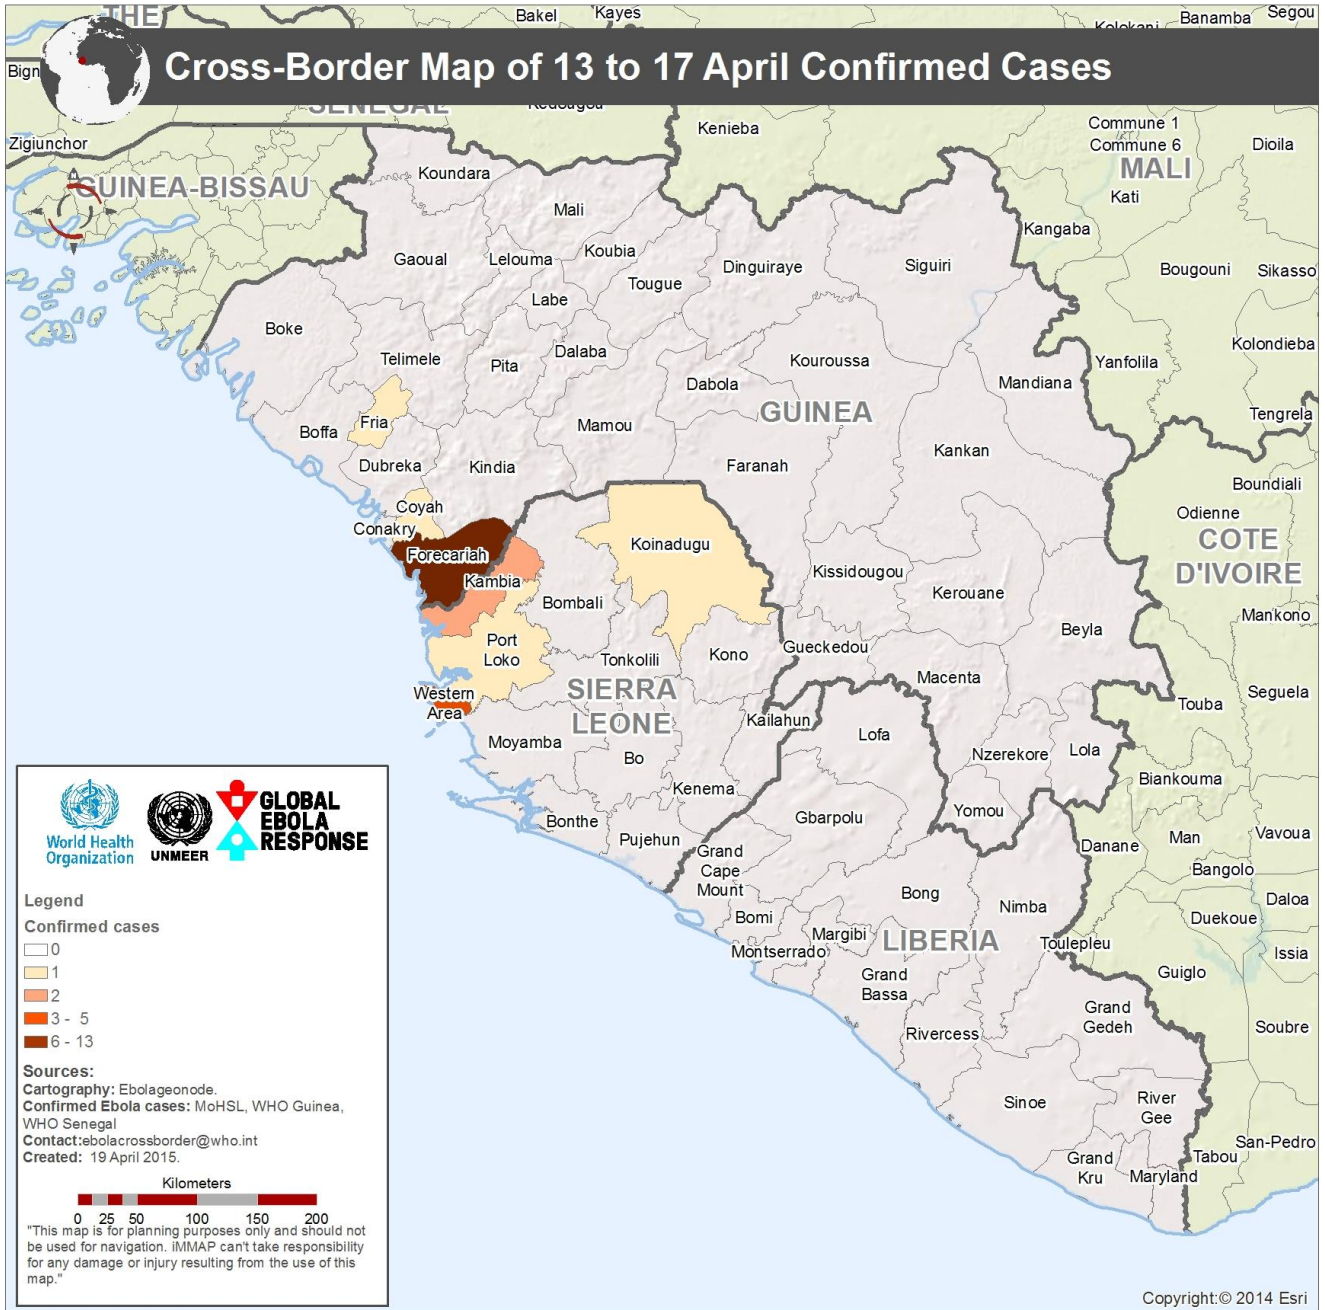 THE
Bakel
Kayes
Kolokani
Banamba
Segou
Bign
Cross-Border Map of 13 to 17 April Confirmed Cases
SENEGAL
Kedougou
Kenieba
Commune 1
Commune 6
Dioila
Zigiunchor
MALI
Koundara
GUINEA-BISSAU
Kati
Mali
Kangaba
Gaoual
Lelouma
Koubia
Dinguiraye
Siguiri
Bougouni
Sikasso
Tougue
Labe
Boke
Kolondieba
Telimele
Pita
Dalaba
Kouroussa
Yanfolila
Dabola
Mandiana
GUINEA
Tengrela
Fria
Boffa
Mamou
Kankan
Dubreka
Kindia
Faranah
Boundiali
Coyah
Odienne
Conakry
COTE
D'IVOIRE
Forecariah
Koinadugu
Kambia
Kissidougou
Kerouane
Bombali
Mankono
Beyla
Port
Loko
Gueckedou
Tonkolili
Kono
Macenta
SIERRA
LEONE
Western
Area
Seguela
Touba
Kailahun
Lofa
Moyamba
Nzerekore
Lola
Bo
Biankouma
Kenema
Yomou
Gbarpolu
Bonthe
Pujehun
Man
Vavoua
Danane
Grand
Cape
Mount
Bangolo
Bong
Nimba
Daloa
Bomi
Duekoue
Margibi
LIBERIA
Toulepleu
Montserrado
Issia
Grand
Bassa
Guiglo
Grand
Gedeh
Rivercess
Soubre
Sinoe
River
Gee
San-Pedro
Tabou
Grand
Kru
Maryland
World Health
Organization
UNMEER
GLOBAL
EBOLA
RESPONSE
Legend
Confirmed cases
0
1
2
3 - 5
6 - 13
Sources:
Cartography: Ebolageonode.
Confirmed Ebola cases: MoHSL, WHO Guinea,
WHO Senegal
Contact:ebolacrossborder@who.int
Created: 19 April 2015.
Kilometers
0 25 50 100 150 200
"This map is for planning purposes only and should not
be used for navigation. iMMAP can't take responsibility
for any damage or injury resulting from the use of this
map."
Copyright:© 2014 Esri